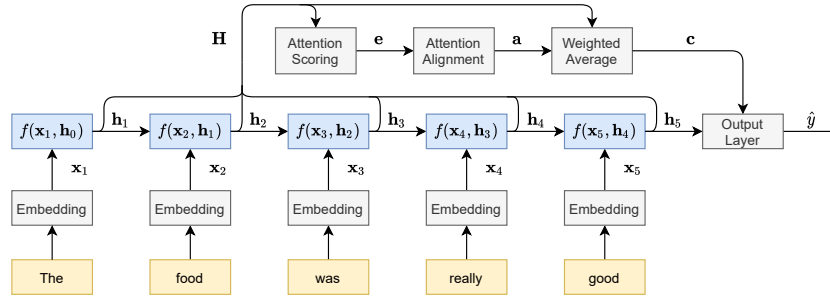 H
Attention
Scoring
e
Attention
Alignment
a
Weighted
Average
c
f(x₁, h₀)
h₁
f(x₂, h₁)
h₂
f(x₃, h₂)
h₃
f(x₄, h₃)
h₄
f(x₅, h₄)
h₅
Output
Layer
ŷ
x₁
x₂
x₃
x₄
x₅
Embedding
Embedding
Embedding
Embedding
Embedding
The
food
was
really
good